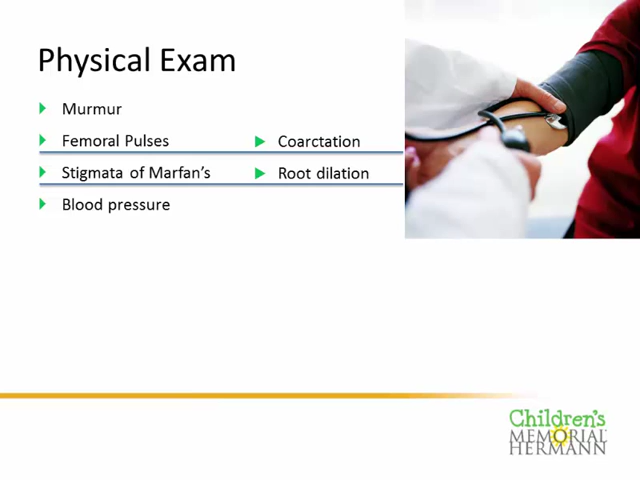 Physical Exam
Murmur
Femoral Pulses Coarctation
Stigmata of Marfan's Root dilation
Blood pressure
Children's
MEMORIAL
HERMANN